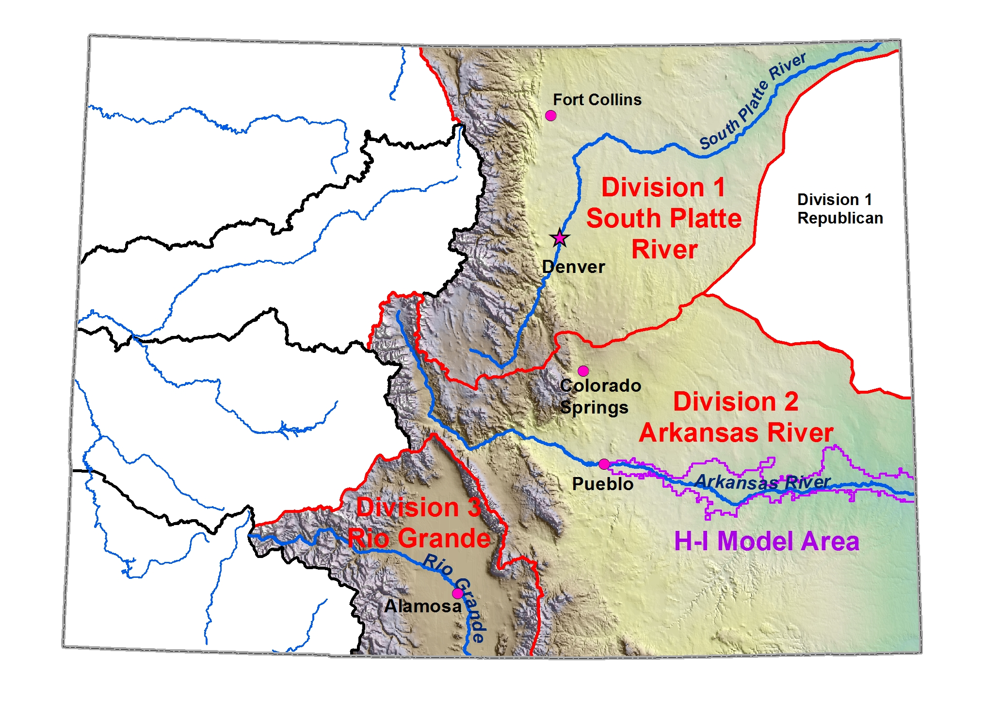 Fort Collins
South Platte River
Division 1
South Platte
River
Division 1
Republican
Denver
Colorado
Springs
Division 2
Arkansas River
Pueblo
Arkansas River
H-I Model Area
Division 3
Rio Grande
Rio Grande
Alamosa